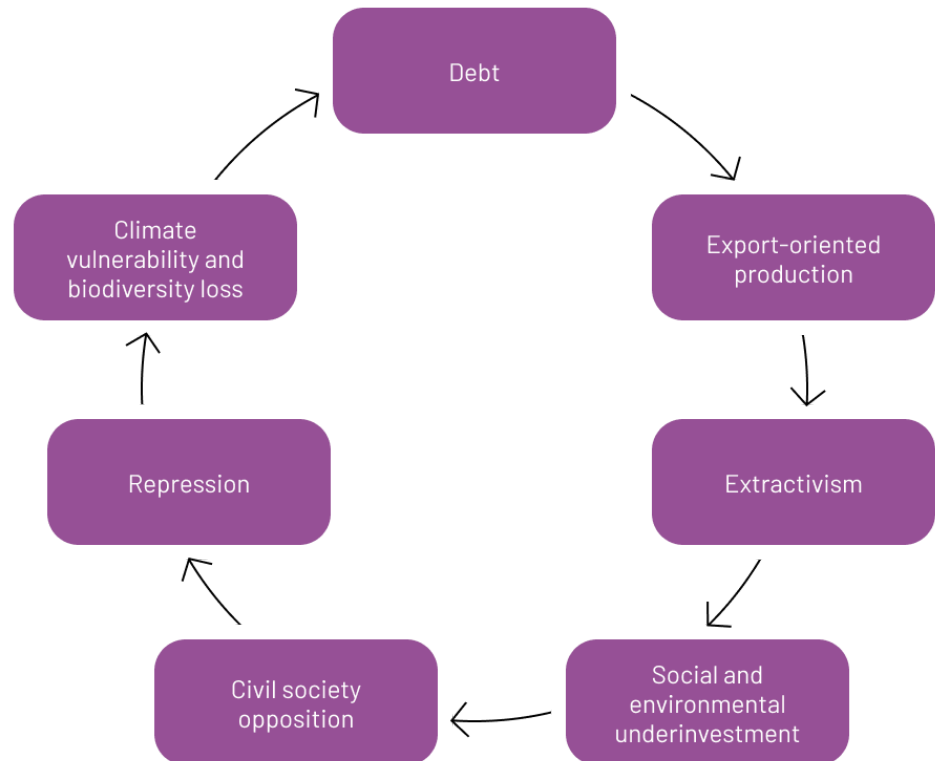 Debt
Export-oriented
production
Extractivism
Social and
environmental
underinvestment
Civil society
opposition
Repression
Climate
vulnerability and
biodiversity loss